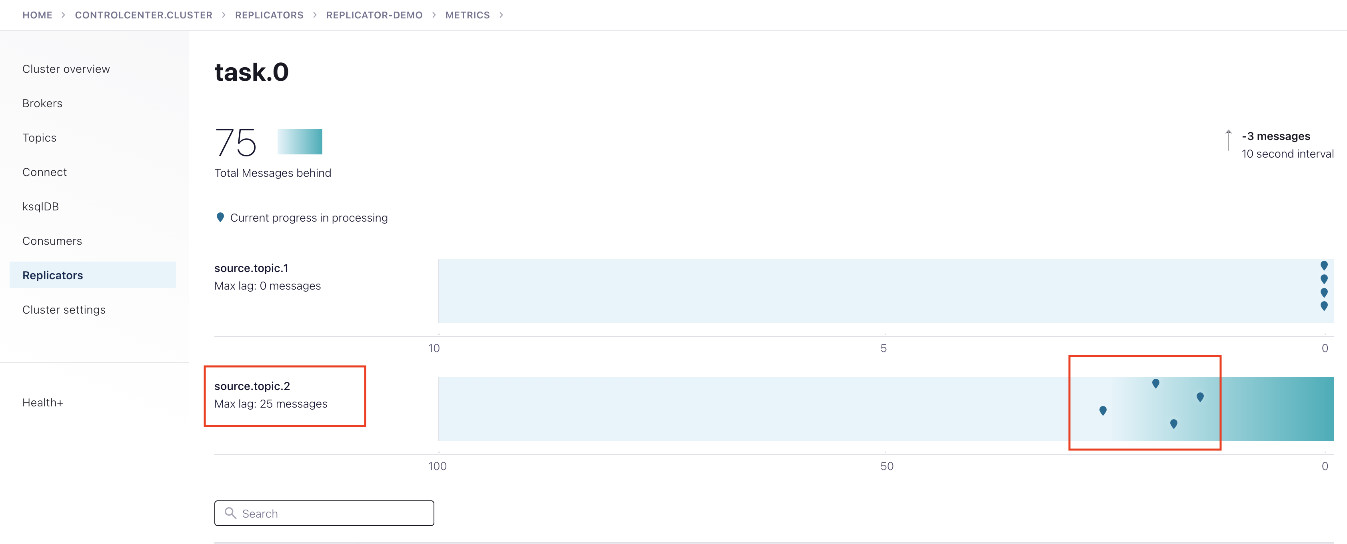 HOME > CONTROLCENTER.CLUSTER > REPLICATORS > REPLICATOR-DEMO > METRICS >
Cluster overview
Brokers
Topics
Connect
ksqlDB
Consumers
Replicators
Cluster settings
Health+
task.0
75
Total Messages behind
-3 messages
10 second interval
Current progress in processing
source.topic.1
Max lag: 0 messages
10 5 0
source.topic.2
Max lag: 25 messages
100 50 0
Search